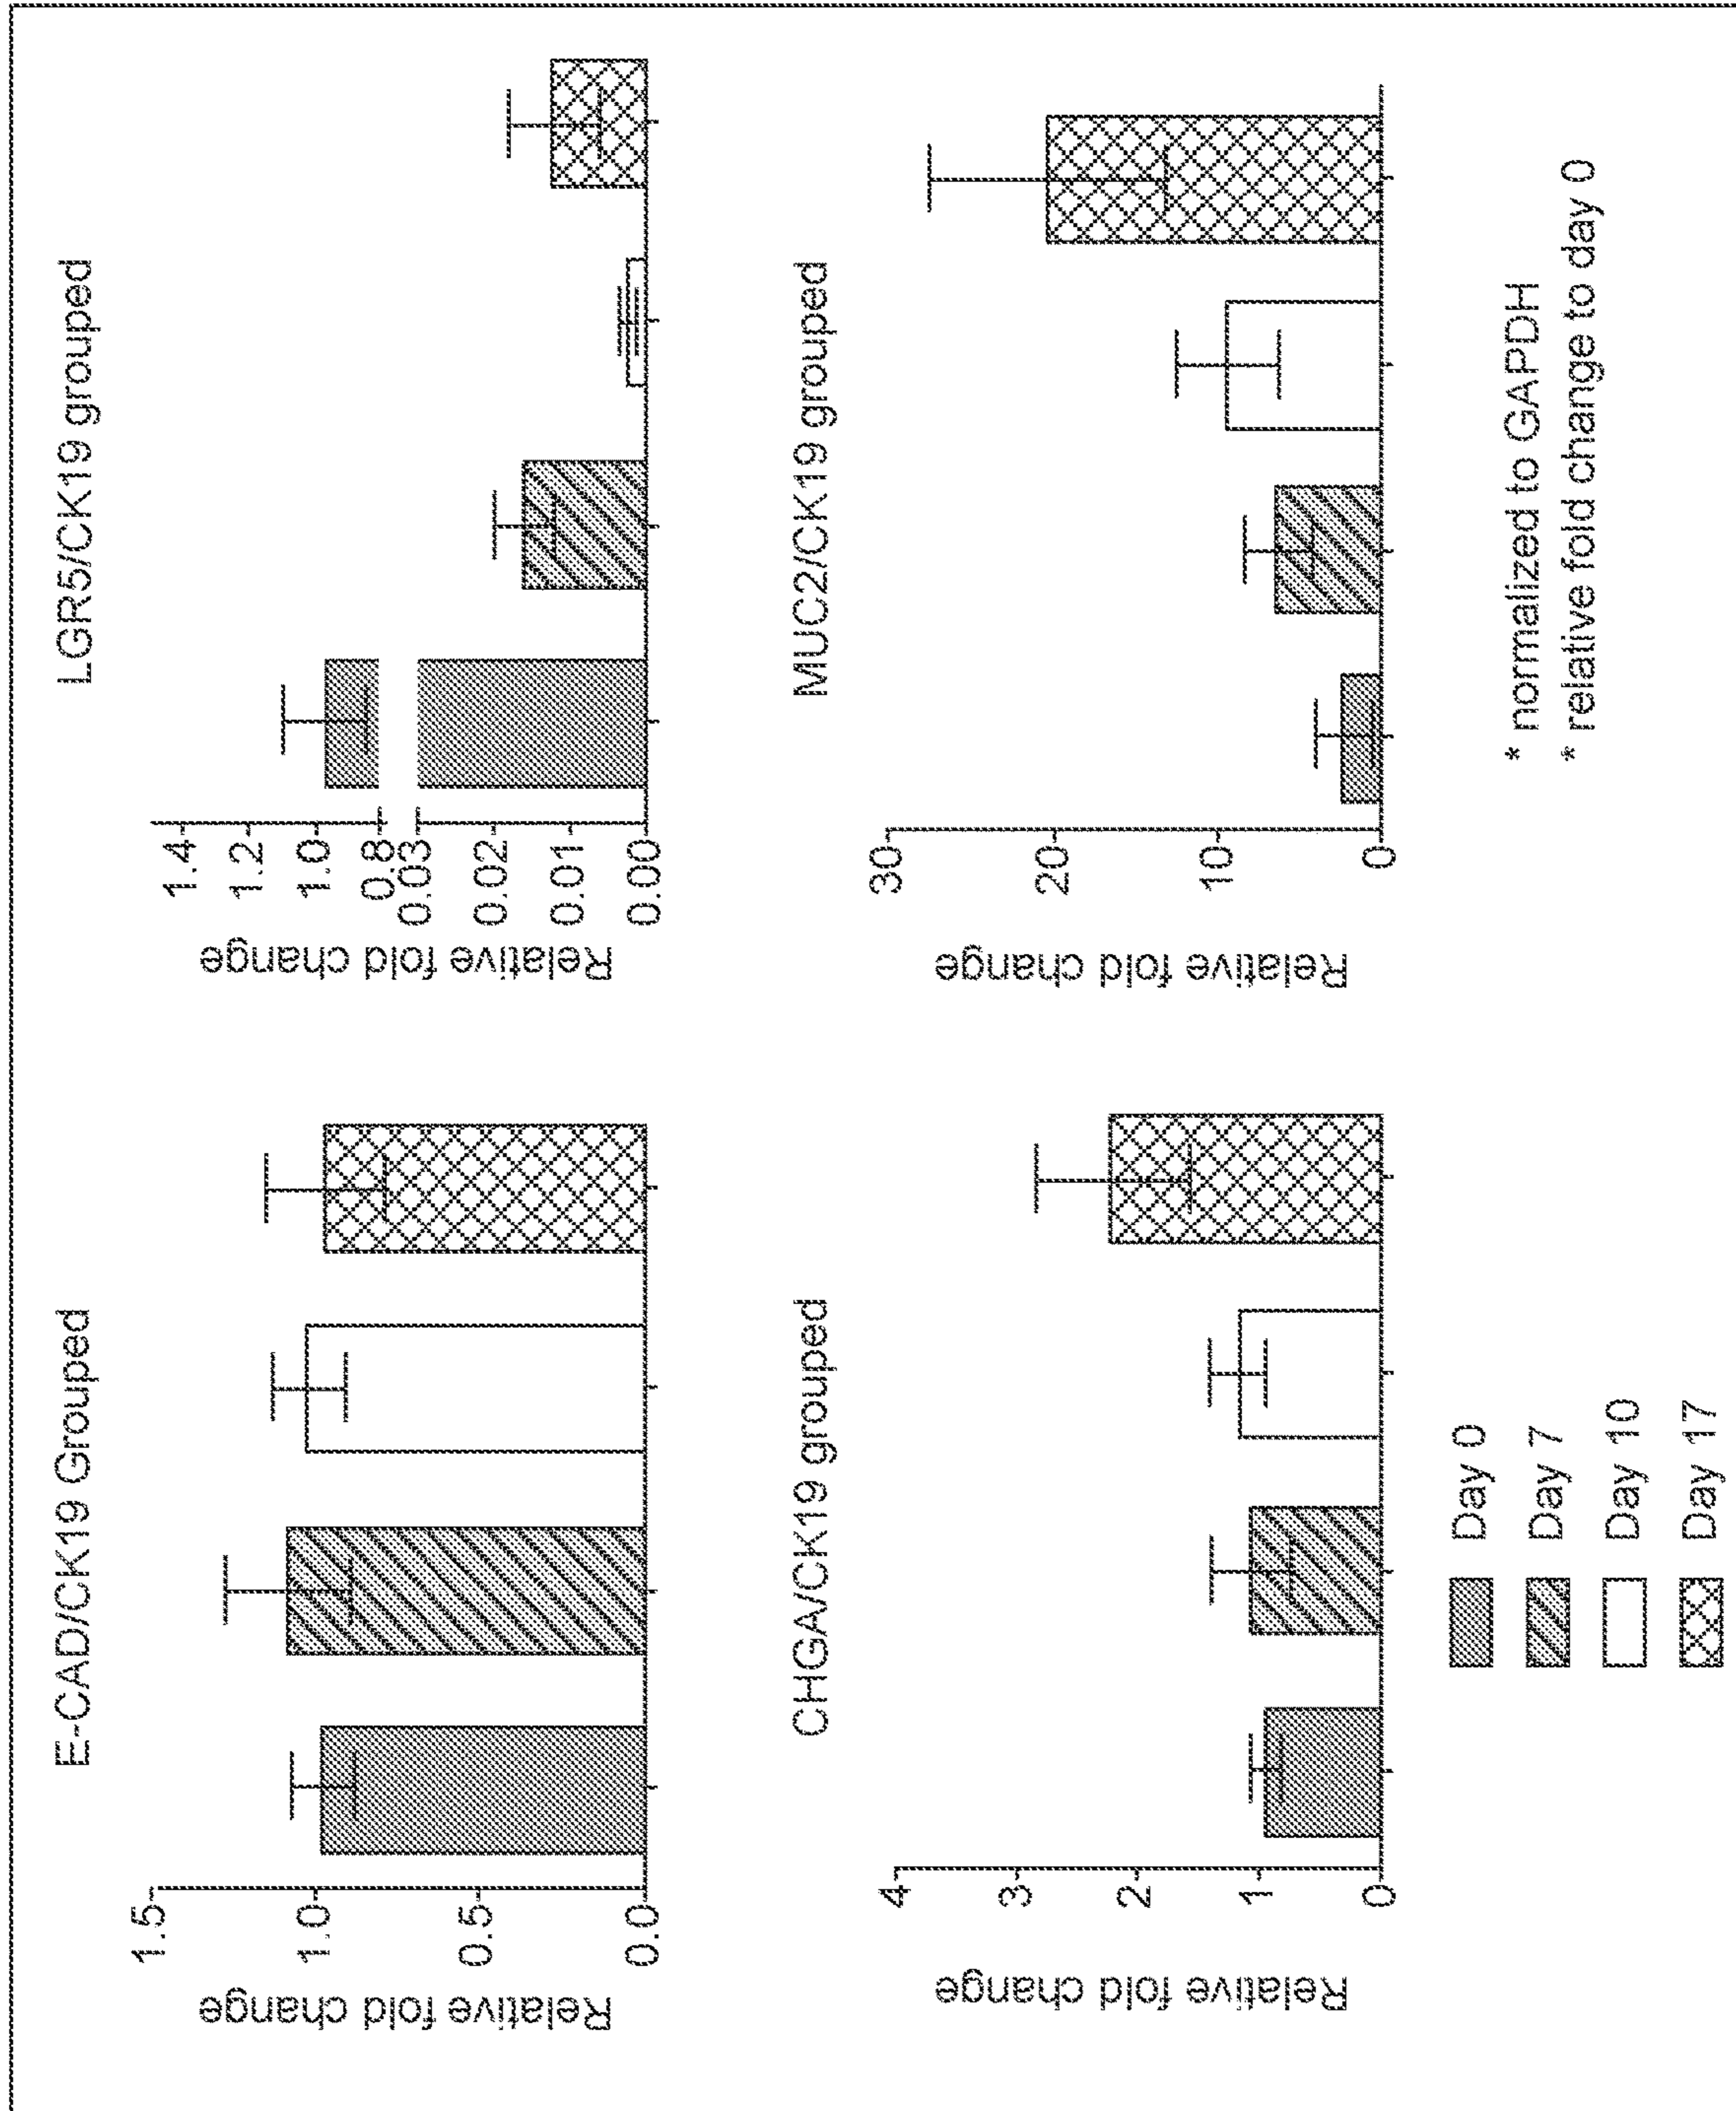 E-CAD/CK19 Grouped
Relative fold change
1.5
1.0
0.5
0.0
LGR5/CK19 grouped
Relative fold change
1.4
1.2
1.0
0.8
0.03
0.02
0.01
0.00
CHGA/CK19 grouped
Relative fold change
4
3
2
1
0
MUC2/CK19 grouped
Relative fold change
30
20
10
0
Day 0
Day 7
Day 10
Day 17
* normalized to GAPDH
* relative fold change to day 0